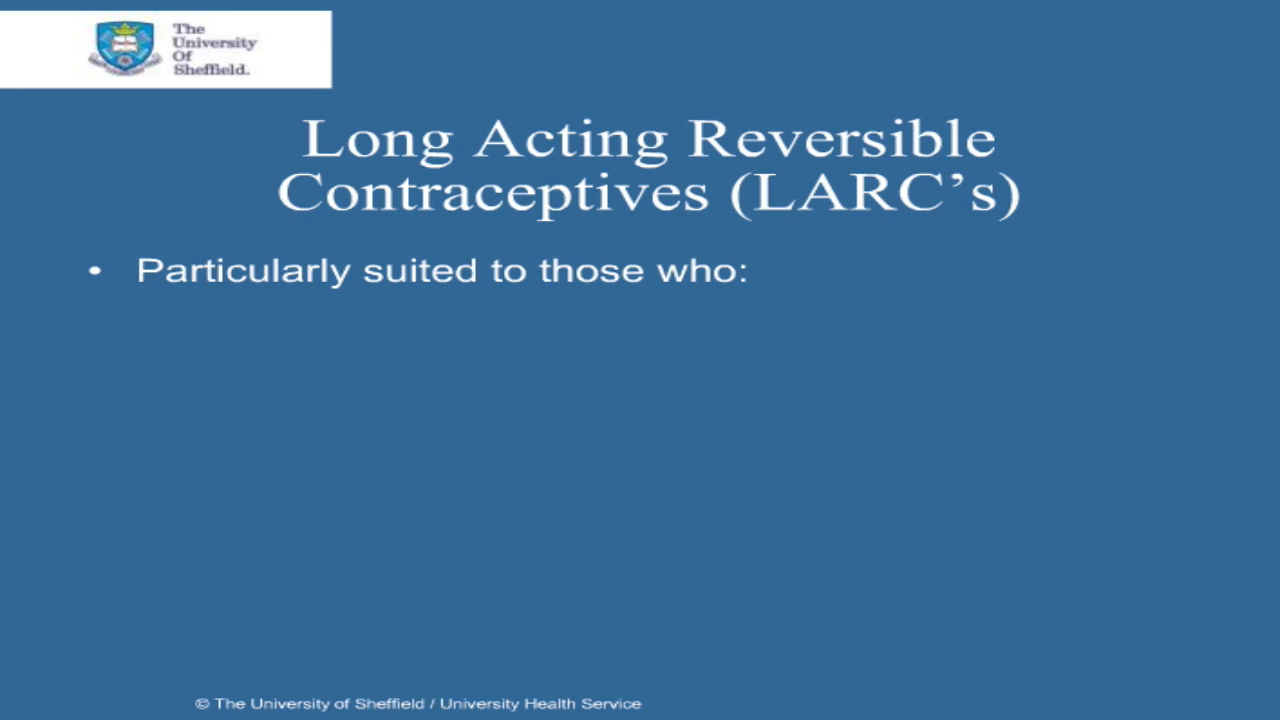 The
University
Of
Sheffield.
Long Acting Reversible
Contraceptives (LARC’s)
• Particularly suited to those who:
© The University of Sheffield / University Health Service